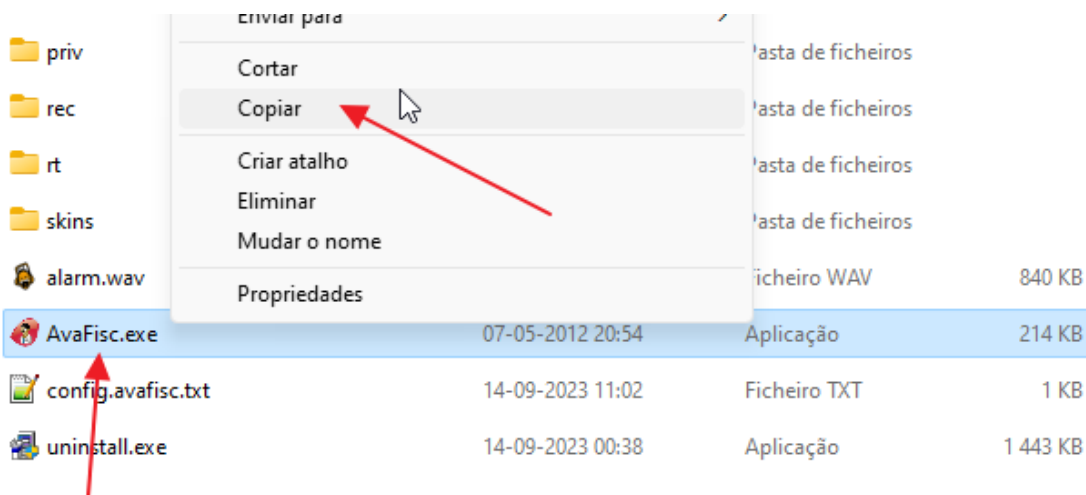 Enviar para
priv
Pasta de ficheiros
Cortar
rec
Copiar
Pasta de ficheiros
rt
Criar atalho
Pasta de ficheiros
Eliminar
skins
Pasta de ficheiros
Mudar o nome
alarm.wav
Ficheiro WAV
840 KB
Propriedades
AvaFisc.exe
07-05-2012 20:54
Aplicação
214 KB
config.avafisc.txt
14-09-2023 11:02
Ficheiro TXT
1 KB
uninstall.exe
14-09-2023 00:38
Aplicação
1 443 KB